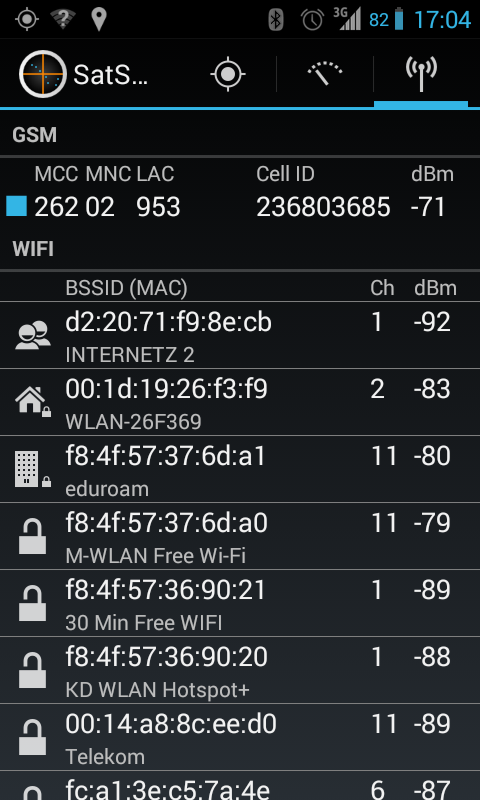 3G 82 17:04
SatS...
GSM
MCC MNC LAC Cell ID dBm
262 02 953 236803685 -71
WIFI
BSSID (MAC) Ch dBm
d2:20:71:f9:8e:cb 1 -92
INTERNETZ 2
00:1d:19:26:f3:f9 2 -83
WLAN-26F369
f8:4f:57:37:6d:a1 11 -80
eduroam
f8:4f:57:37:6d:a0 11 -79
M-WLAN Free Wi-Fi
f8:4f:57:36:90:21 1 -89
30 Min Free WIFI
f8:4f:57:36:90:20 1 -88
KD WLAN Hotspot+
00:14:a8:8c:ee:d0 11 -89
Telekom
fc:a1:3e:c5:7a:4e 6 -87